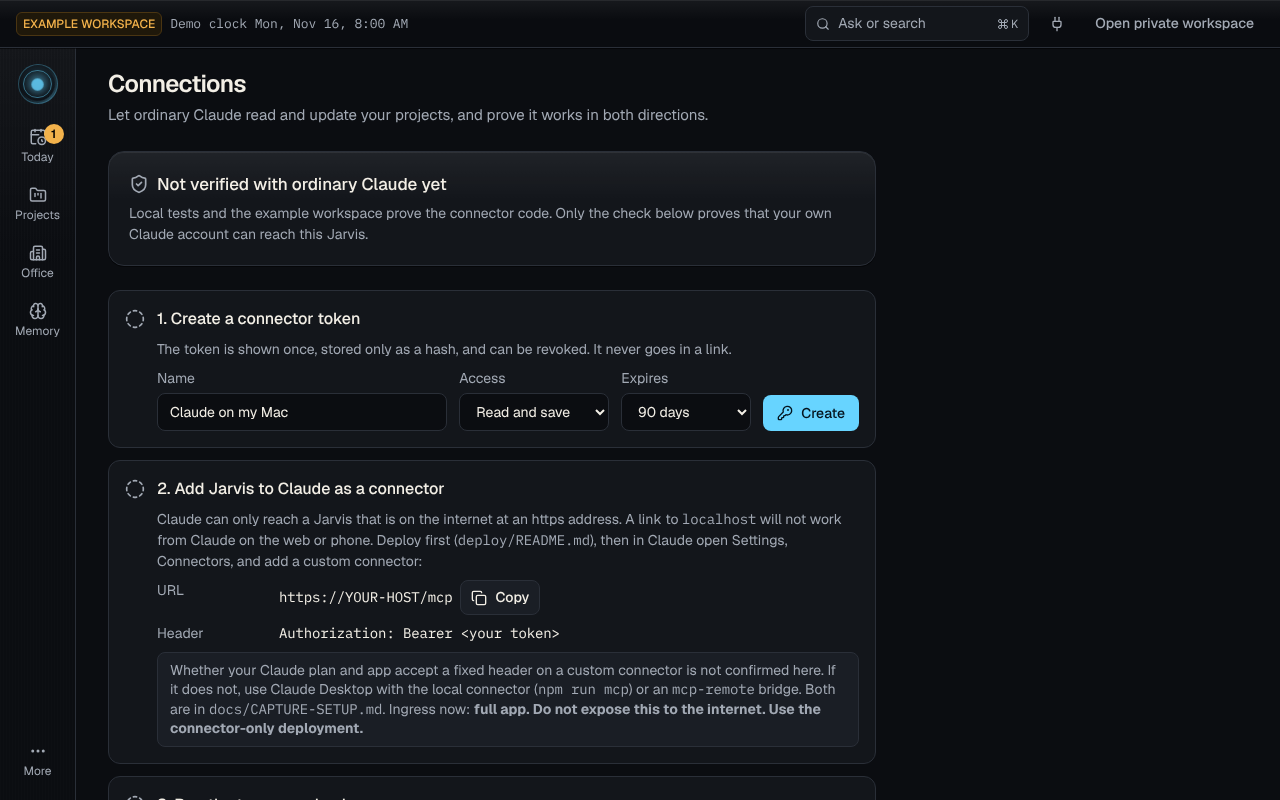 EXAMPLE WORKSPACE Demo clock Mon, Nov 16, 8:00 AM
Ask or search ⌘K
Open private workspace
1
Today
Projects
Office
Memory
More
Connections
Let ordinary Claude read and update your projects, and prove it works in both directions.
Not verified with ordinary Claude yet
Local tests and the example workspace prove the connector code. Only the check below proves that your own
Claude account can reach this Jarvis.
1. Create a connector token
The token is shown once, stored only as a hash, and can be revoked. It never goes in a link.
Name Access Expires
Claude on my Mac Read and save 90 days Create
2. Add Jarvis to Claude as a connector
Claude can only reach a Jarvis that is on the internet at an https address. A link to localhost will not work
from Claude on the web or phone. Deploy first (deploy/README.md), then in Claude open Settings,
Connectors, and add a custom connector:
URL https://YOUR-HOST/mcp Copy
Header Authorization: Bearer <your token>
Whether your Claude plan and app accept a fixed header on a custom connector is not confirmed here. If
it does not, use Claude Desktop with the local connector (npm run mcp) or an mcp-remote bridge. Both
are in docs/CAPTURE-SETUP.md. Ingress now: full app. Do not expose this to the internet. Use the
connector-only deployment.